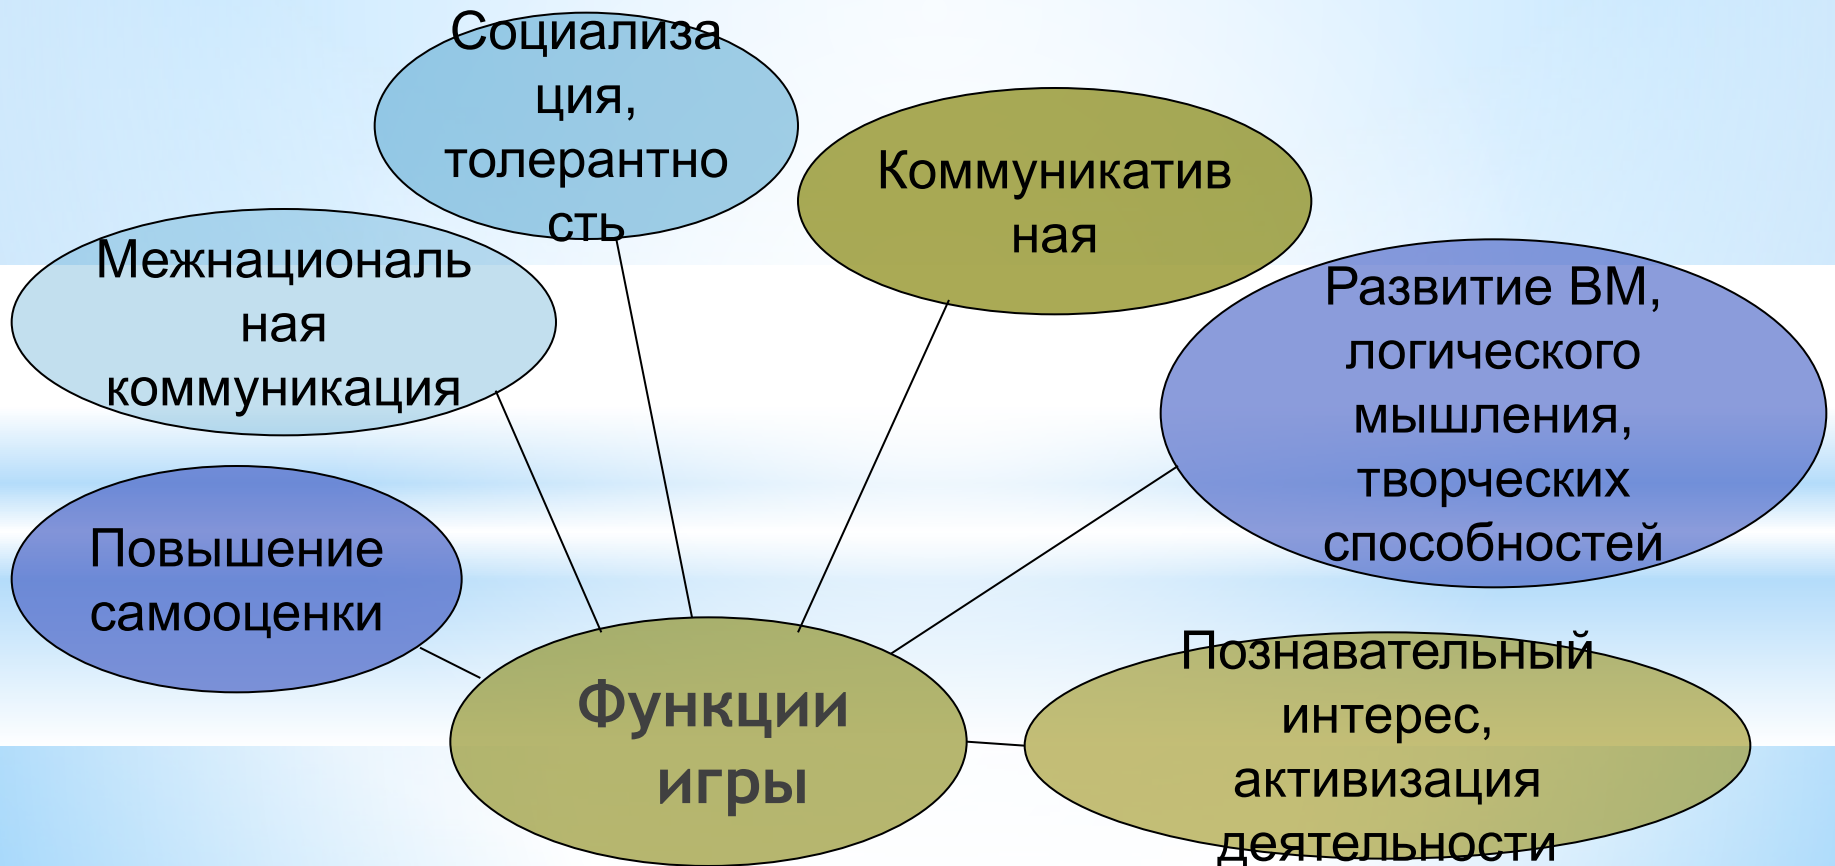 Социализа
ция,
толерантно
сть
Коммуникатив
ная
Межнациональ
ная
коммуникация
Развитие ВМ,
логического
мышления,
творческих
способностей
Повышение
самооценки
Функции
игры
Познавательный
интерес,
активизация
деятельности